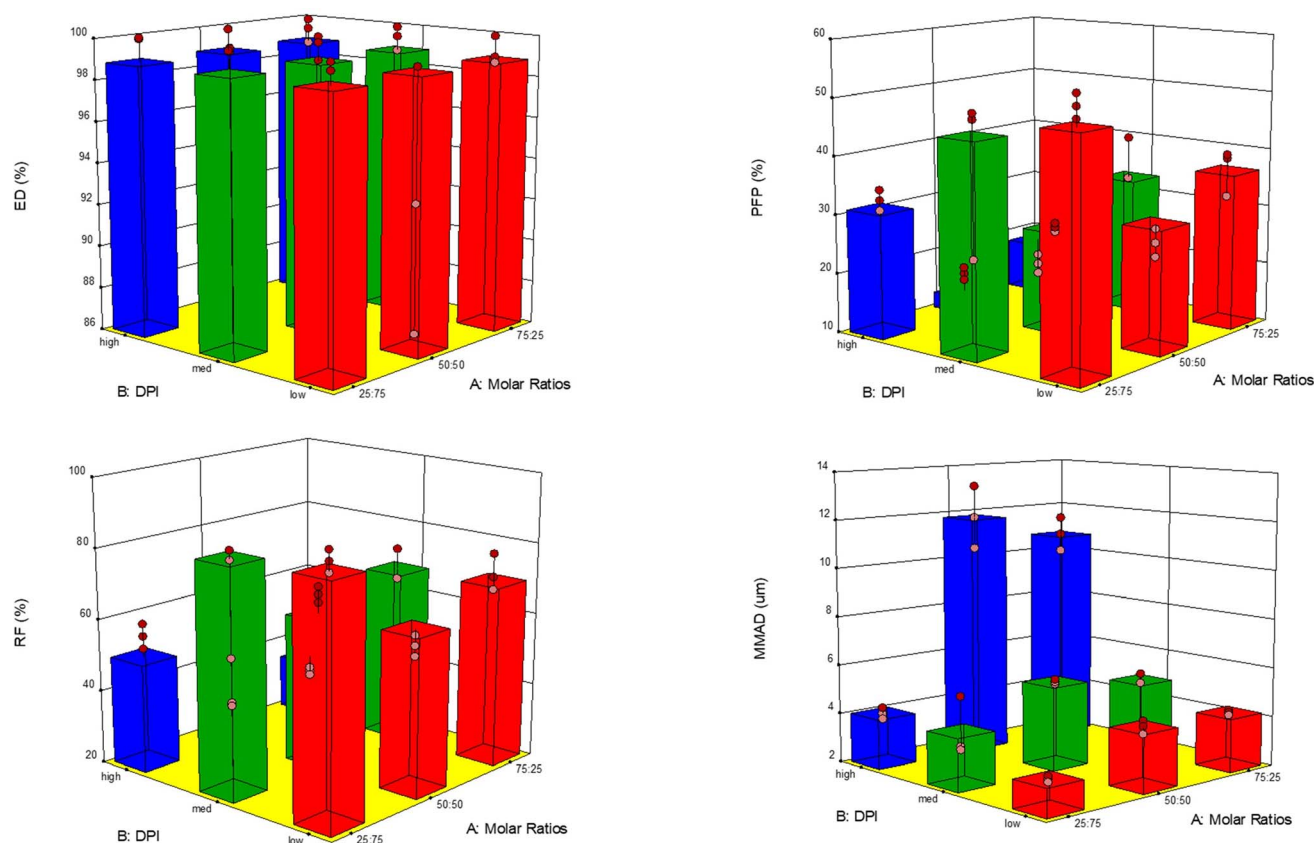 ED (%)
100
98
96
94
92
90
88
86
high
med
low
B: DPI
25:75
50:50
75:25
A: Molar Ratios
PFP (%)
60
50
40
30
20
10
high
med
low
B: DPI
25:75
50:50
75:25
A: Molar Ratios
RF (%)
100
80
60
40
20
high
med
low
B: DPI
25:75
50:50
75:25
A: Molar Ratios
MMAD (um)
14
12
10
8
6
4
2
high
med
low
B: DPI
25:75
50:50
75:25
A: Molar Ratios